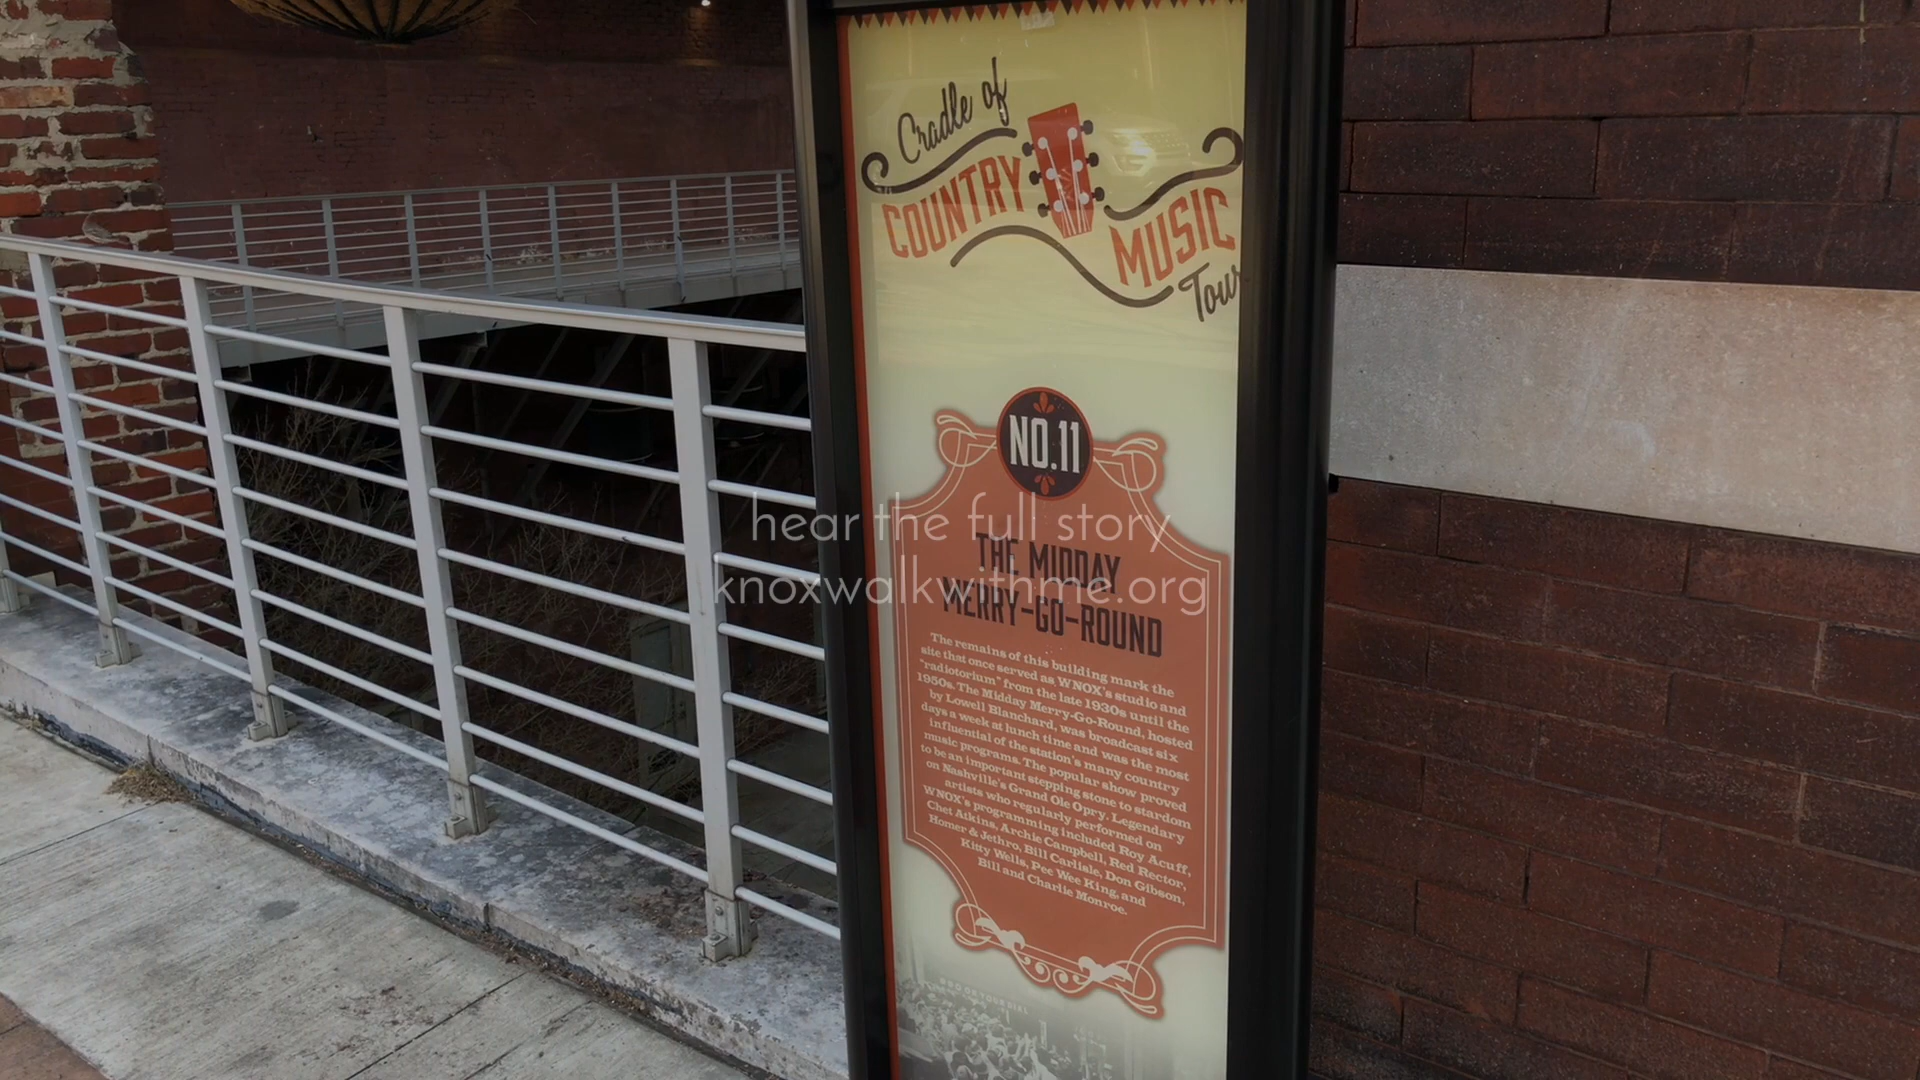 Cradle of
COUNTRY
MUSIC
Tour
NO.11
hear the full story
THE MIDDAY
knoxwalkwithme.org
MERRY-GO-ROUND
The remains of this building mark the
site that once served as WNOX's studio and
"radiotorium" from the late 1930s until the
1950s. The Midday Merry-Go-Round, hosted
by Lowell Blanchard, was broadcast six
days a week at lunch time and was the most
influential of the station's many country
music programs. The popular show proved
to be an important stepping stone to stardom
on Nashville's Grand Ole Opry. Legendary
artists who regularly performed on
WNOX's programming included Roy Acuff,
Chet Atkins, Archie Campbell, Red Rector,
Homer & Jethro, Bill Carlisle, Don Gibson,
Kitty Wells, Pee Wee King, and
Bill and Charlie Monroe.